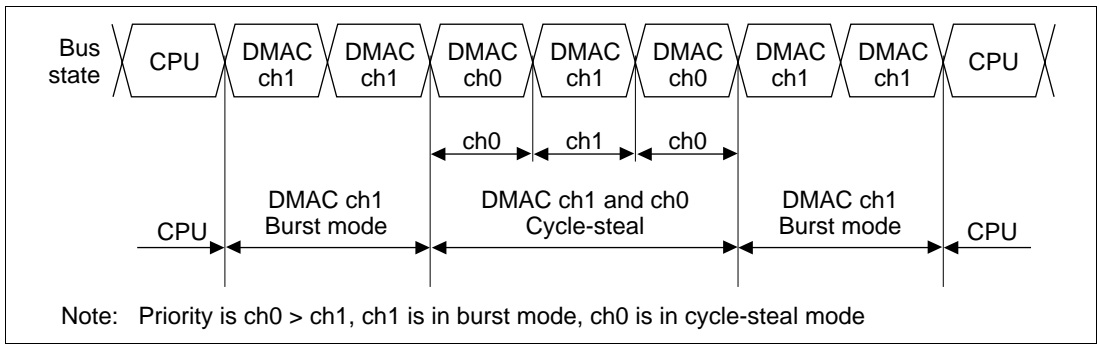 Bus state
CPU
DMAC ch1
DMAC ch1
DMAC ch0
DMAC ch1
DMAC ch0
DMAC ch1
DMAC ch1
CPU
ch0
ch1
ch0
CPU
DMAC ch1
Burst mode
DMAC ch1 and ch0
Cycle-steal
DMAC ch1
Burst mode
CPU
Note: Priority is ch0 > ch1, ch1 is in burst mode, ch0 is in cycle-steal mode